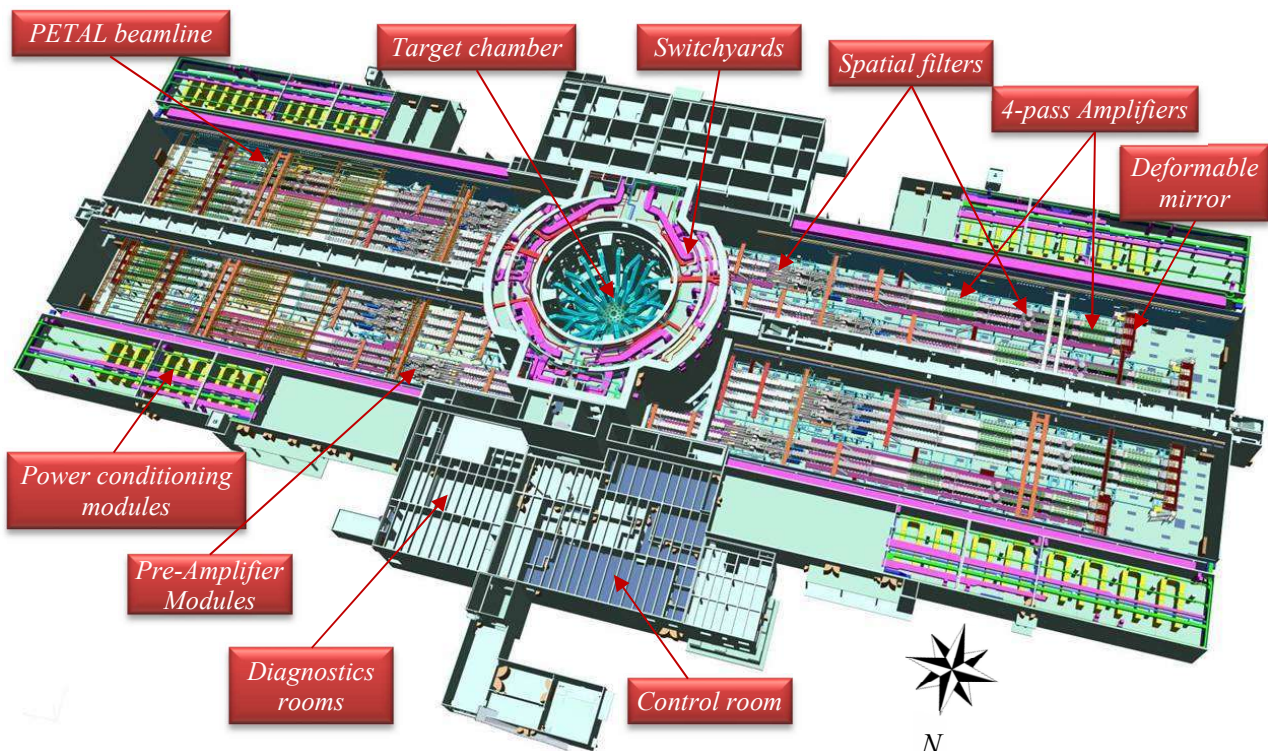 PETAL beamline
Target chamber
Switchyards
Spatial filters
4-pass Amplifiers
Deformable
mirror
Power conditioning
modules
Pre-Amplifier
Modules
Diagnostics
rooms
Control room
N